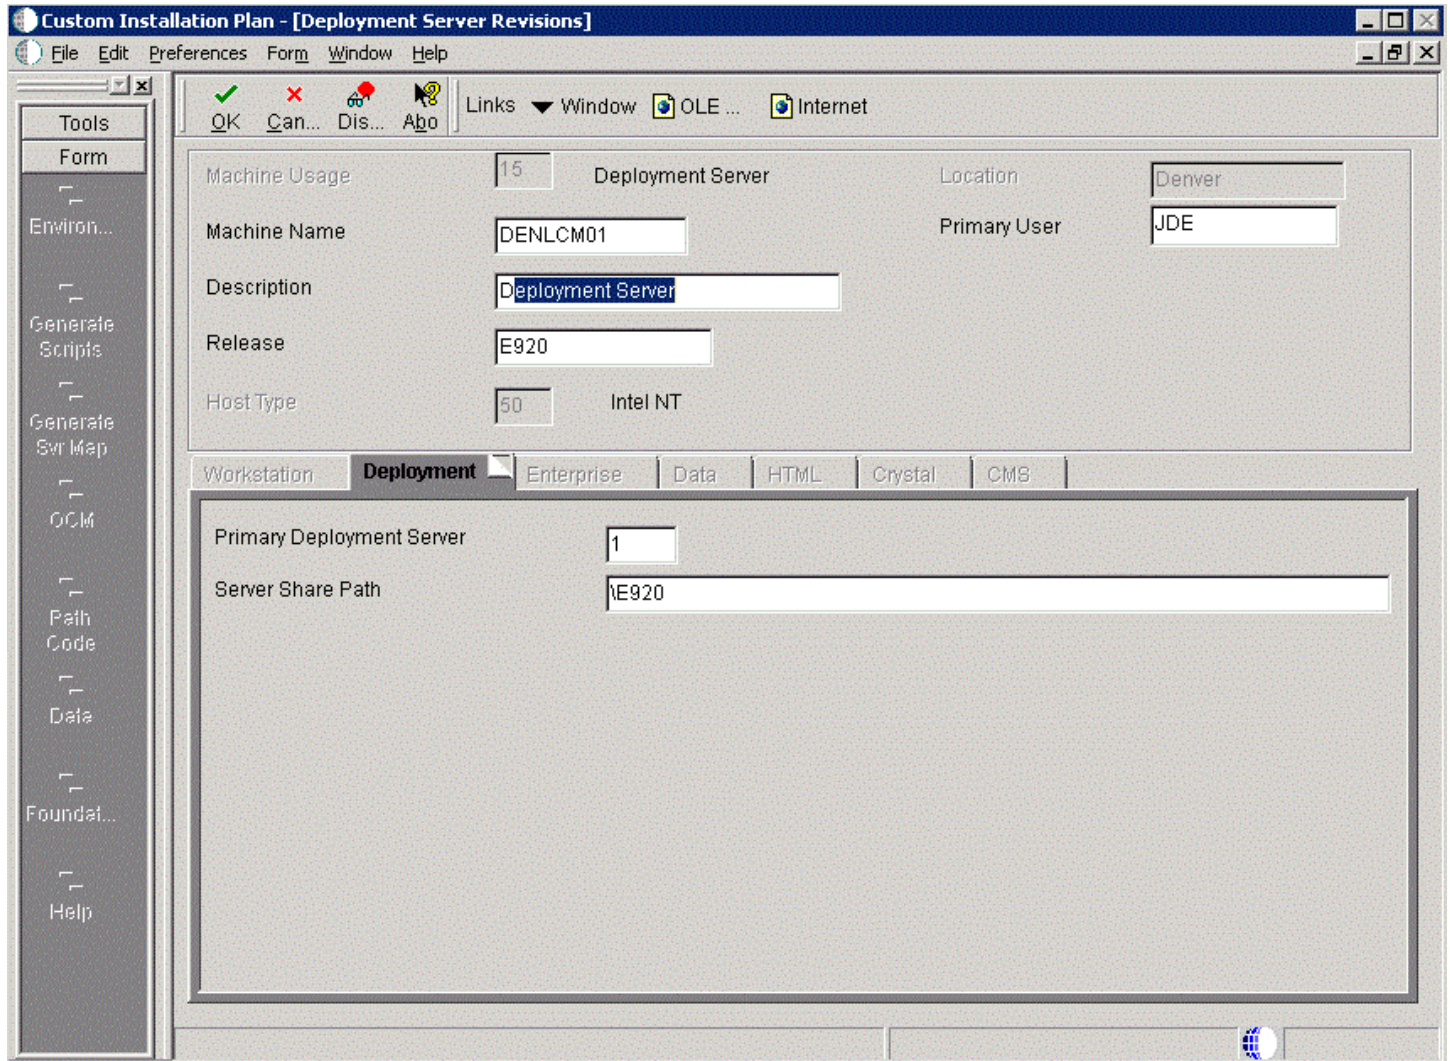 Custom Installation Plan - [Deployment Server Revisions]
File Edit Preferences Form Window Help
OK Can... Dis... Abo Links Window OLE ... Internet
Tools
Form
Environ...
Generate
Scripts
Generate
Svr Map
OCM
Path
Code
Data
Foundat...
Help
Machine Usage 15 Deployment Server Location Denver
Machine Name DENLCM01 Primary User JDE
Description Deployment Server
Release E920
Host Type 50 Intel NT
Workstation Deployment Enterprise Data HTML Crystal CMS
Primary Deployment Server 1
Server Share Path \E920